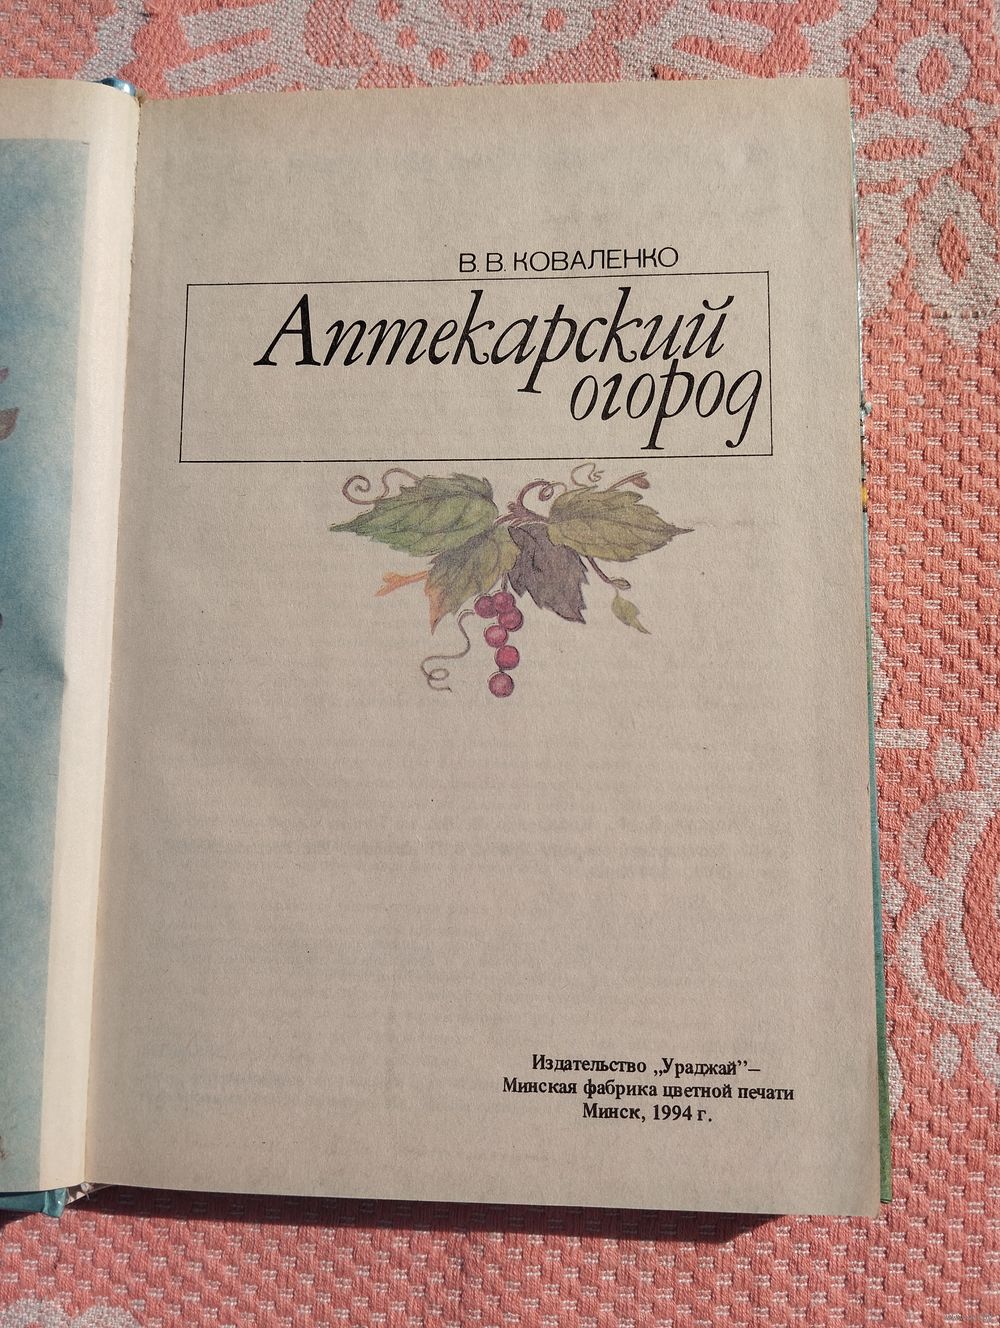 В. В. КОВАЛЕНКО
Аптекарский
огород
Издательство „Ураджай”–
Минская фабрика цветной печати
Минск, 1994 г.